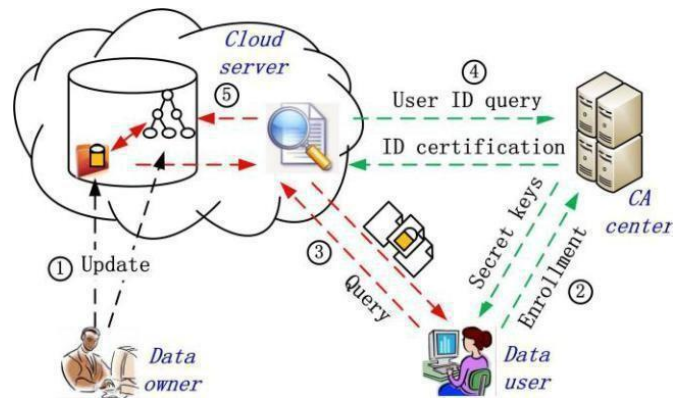 Cloud
server
④
⑤
User ID query
ID certification
CA
center
③
Secret keys
Enrollment
②
①
Update
Query
Data
owner
Data
user